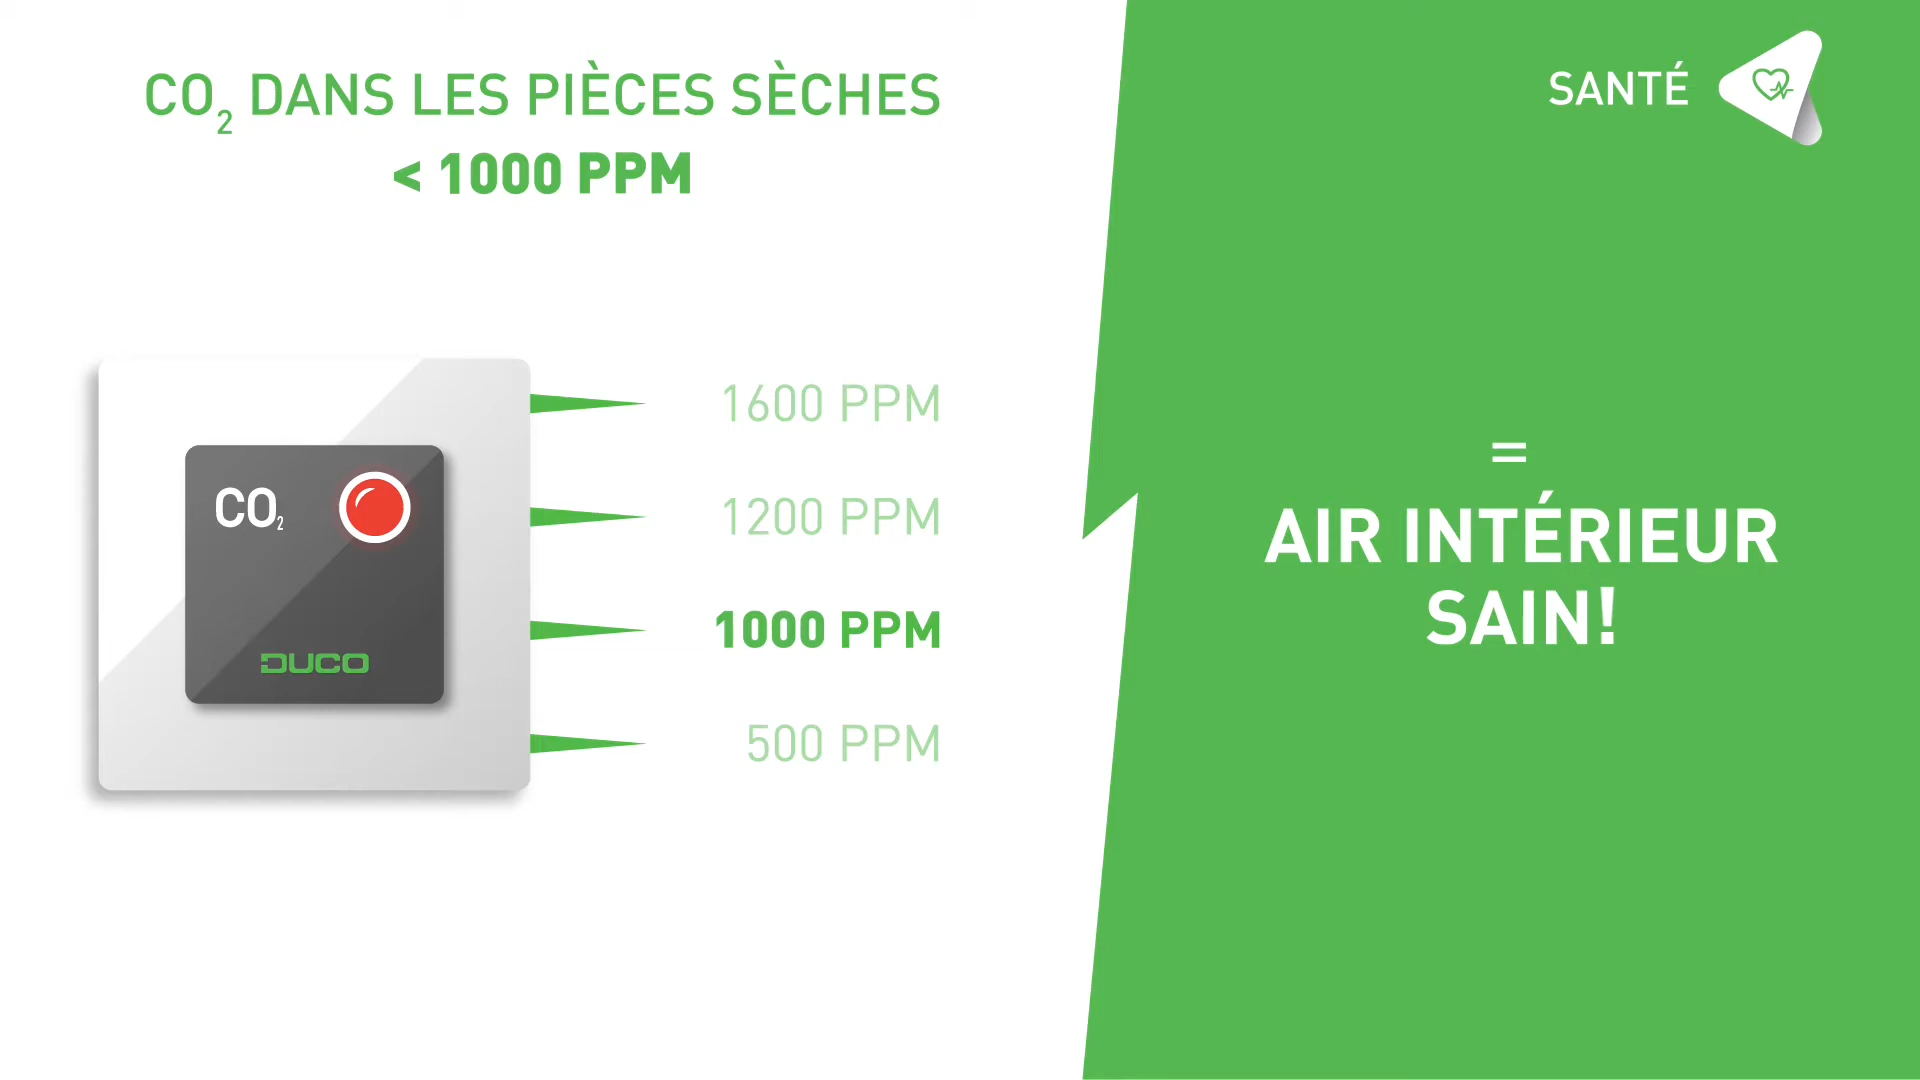 CO₂ DANS LES PIÈCES SÈCHES
< 1000 PPM
SANTÉ
CO₂
DUCO
1600 PPM
1200 PPM
1000 PPM
500 PPM
=
AIR INTÉRIEUR
SAIN!